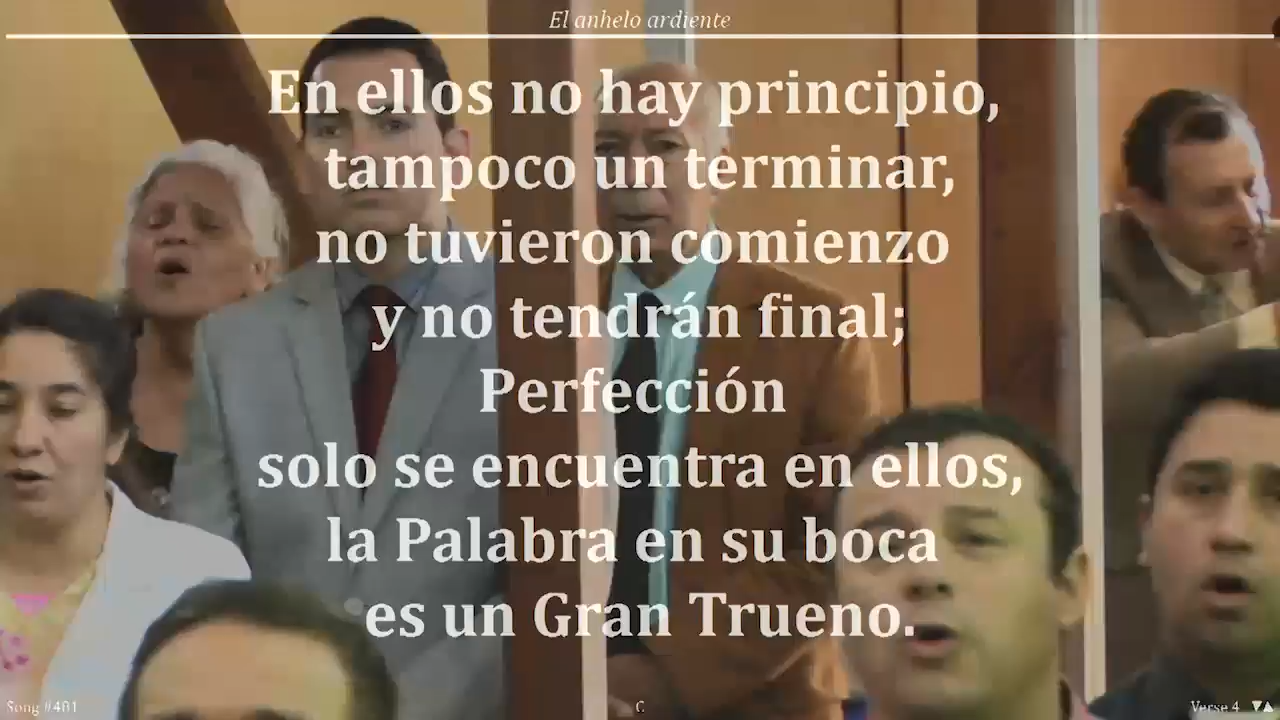 El anhelo ardiente
En ellos no hay principio,
tampoco un terminar,
no tuvieron comienzo
y no tendrán final;
Perfección
solo se encuentra en ellos,
la Palabra en su boca
es un Gran Trueno.
Song #401
C
Verse 4 ▼▲